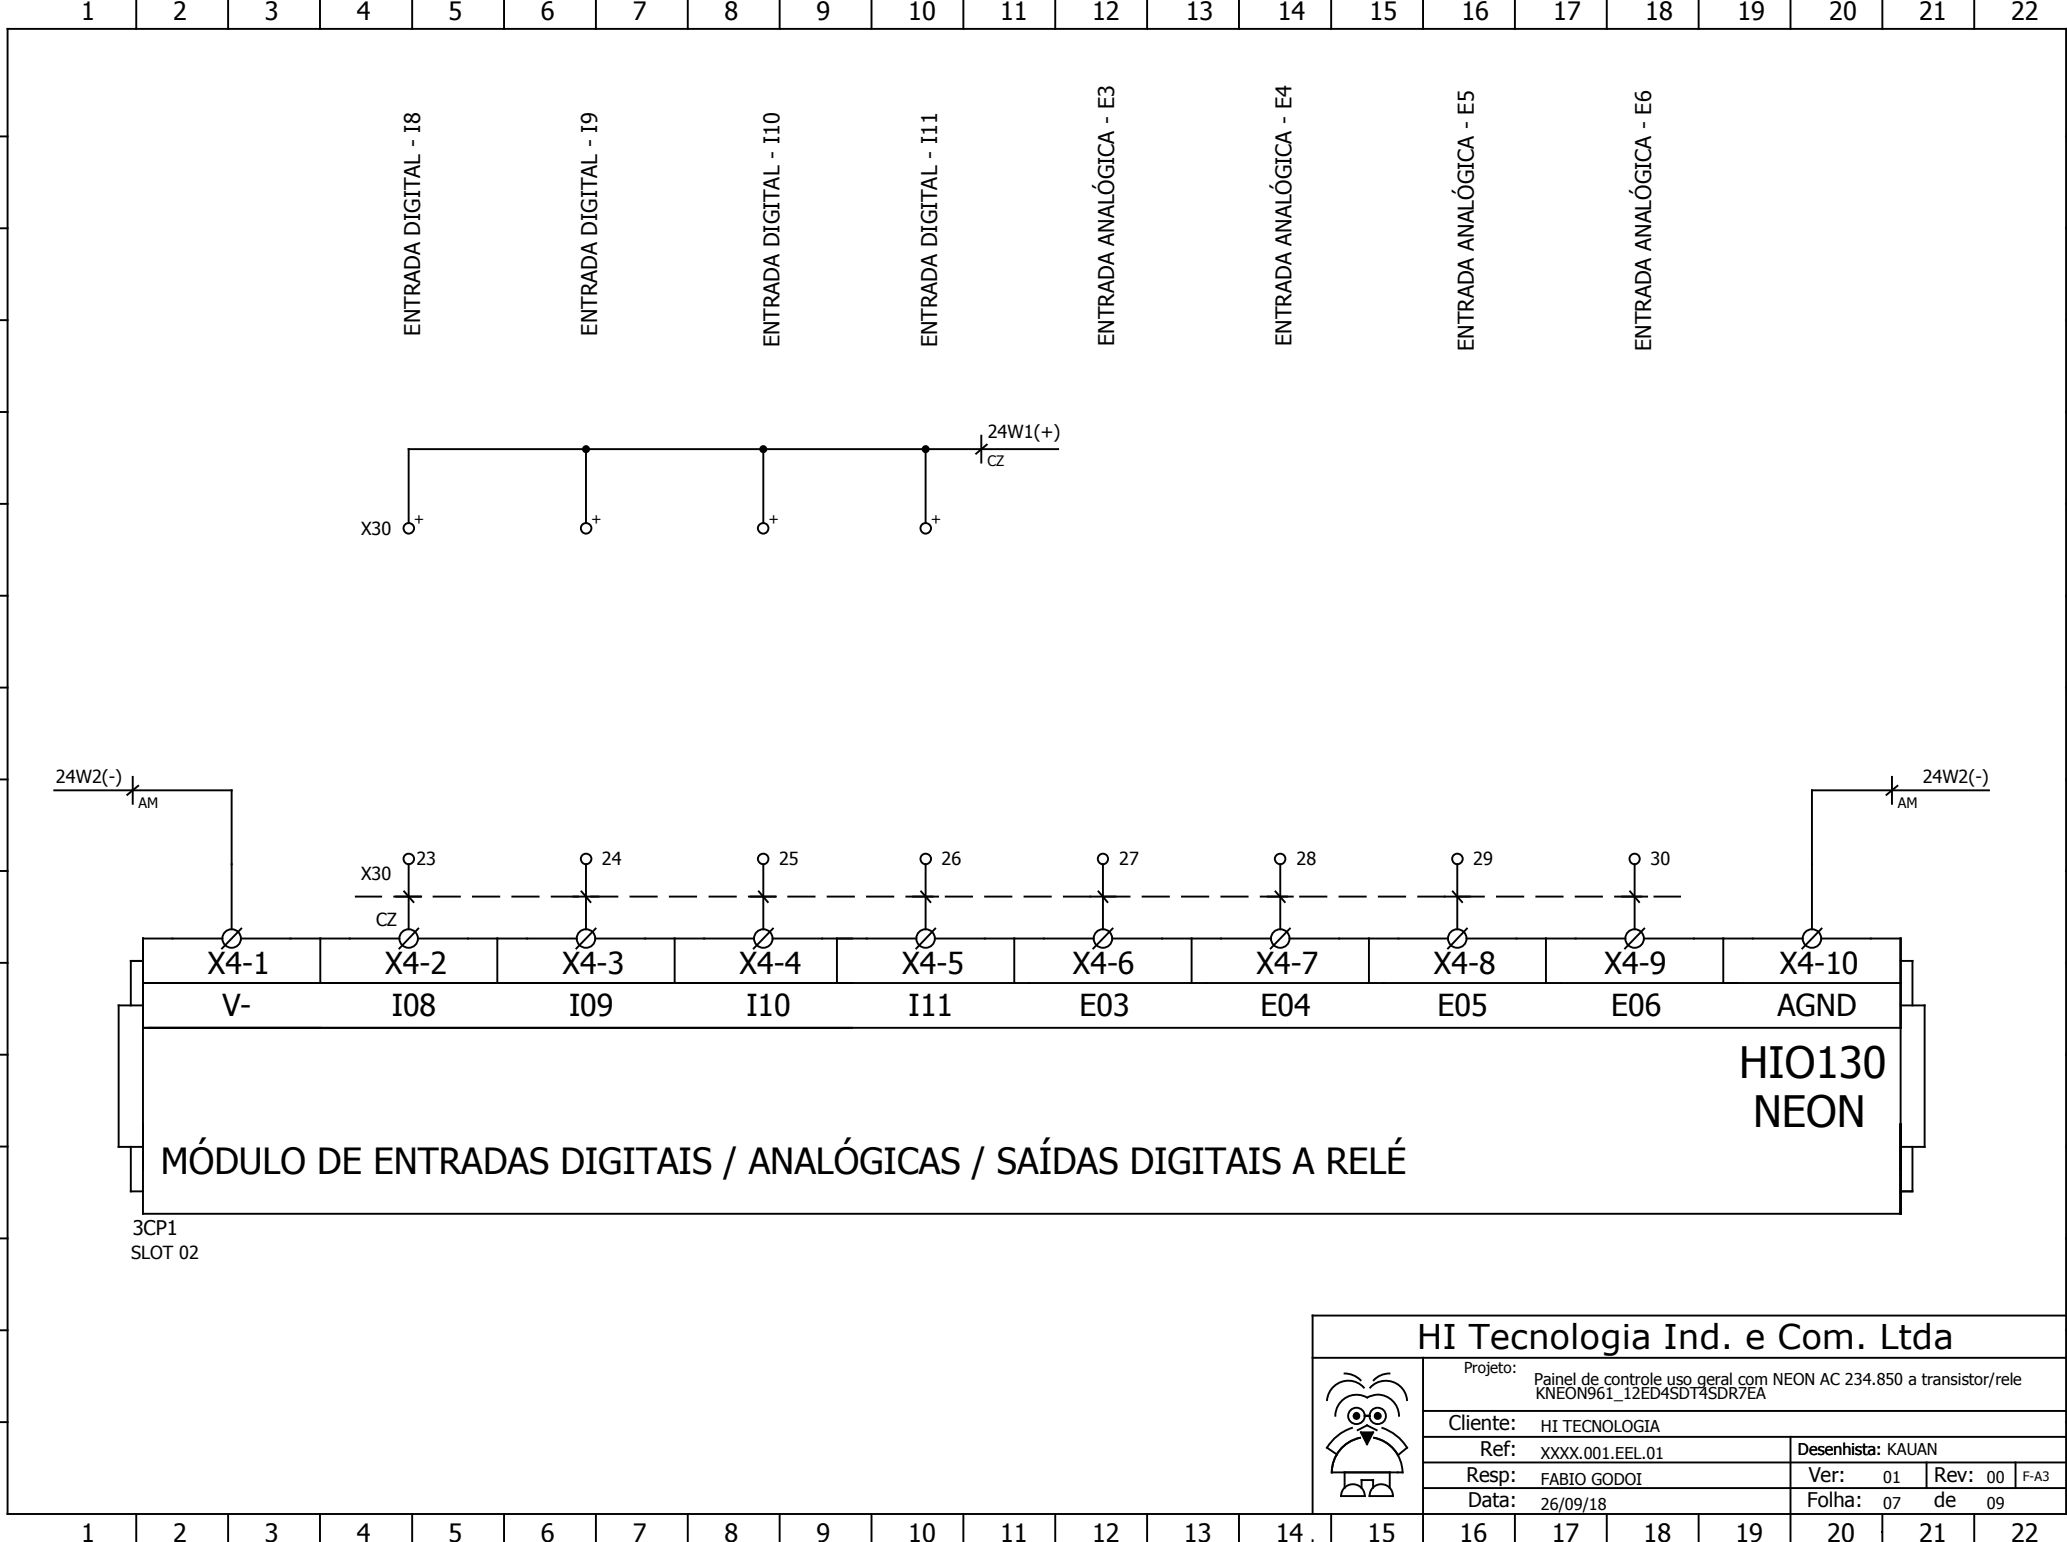 1 2 3 4 5 6 7 8 9 10 11 12 13 14 15 16 17 18 19 20 21 22
ENTRADA DIGITAL - I8
ENTRADA DIGITAL - I9
ENTRADA DIGITAL - I10
ENTRADA DIGITAL - I11
ENTRADA ANALÓGICA - E3
ENTRADA ANALÓGICA - E4
ENTRADA ANALÓGICA - E5
ENTRADA ANALÓGICA - E6
24W1(+)
CZ
X30 + + + +
24W2(-) 24W2(-)
AM AM
23 24 25 26 27 28 29 30
X30
CZ
X4-1 X4-2 X4-3 X4-4 X4-5 X4-6 X4-7 X4-8 X4-9 X4-10
V- I08 I09 I10 I11 E03 E04 E05 E06 AGND
HIO130
NEON
MÓDULO DE ENTRADAS DIGITAIS / ANALÓGICAS / SAÍDAS DIGITAIS A RELÉ
3CP1
SLOT 02
HI Tecnologia Ind. e Com. Ltda
Projeto: Painel de controle uso geral com NEON AC 234.850 a transistor/rele
KNEON961_12ED4SDT4SDR7EA
Cliente: HI TECNOLOGIA
Ref: XXXX.001.EEL.01 Desenhista: KAUAN
Resp: FABIO GODOI Ver: 01 Rev: 00 F-A3
Data: 26/09/18 Folha: 07 de 09
1 2 3 4 5 6 7 8 9 10 11 12 13 14 15 16 17 18 19 20 21 22